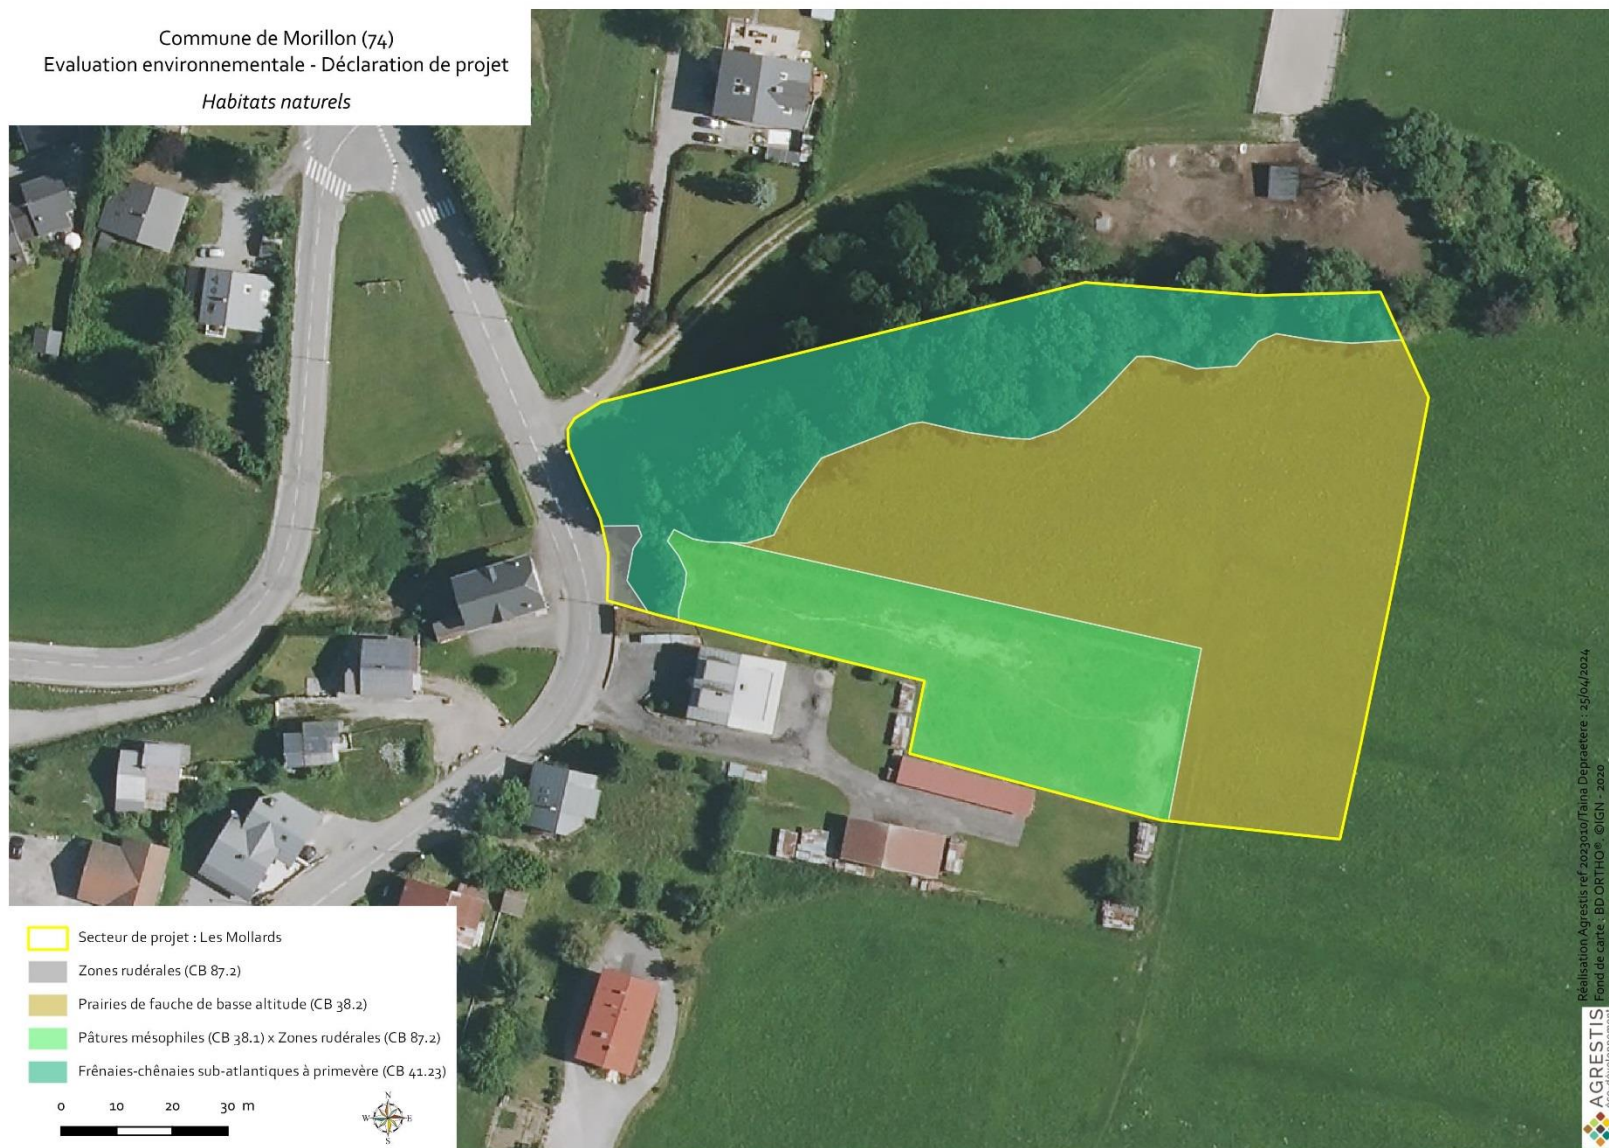 Commune de Morillon (74)
Evaluation environnementale - Déclaration de projet
Habitats naturels
Secteur de projet : Les Mollards
Zones rudérales (CB 87.2)
Prairies de fauche de basse altitude (CB 38.2)
Pâtures mésophiles (CB 38.1) x Zones rudérales (CB 87.2)
Frênaies-chênaies sub-atlantiques à primevère (CB 41.23)
0 10 20 30 m
N
W E
S
Réalisation Agrestis ref 2023010/Taina Depraetere : 25/04/2024
Fond de carte : BD ORTHO® ©IGN - 2020
AGRESTIS